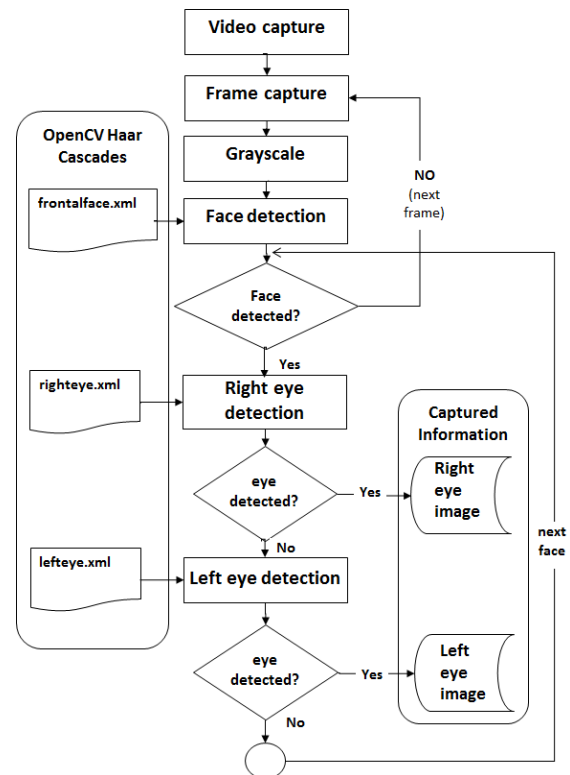 Video capture
Frame capture
OpenCV Haar
Cascades
Grayscale
NO
(next
frame)
frontalface.xml
Face detection
Face
detected?
Yes
righteye.xml
Right eye
detection
Captured
Information
eye
detected?
Yes
Right
eye
image
No
next
face
lefteye.xml
Left eye detection
eye
detected?
Yes
Left
eye
image
No